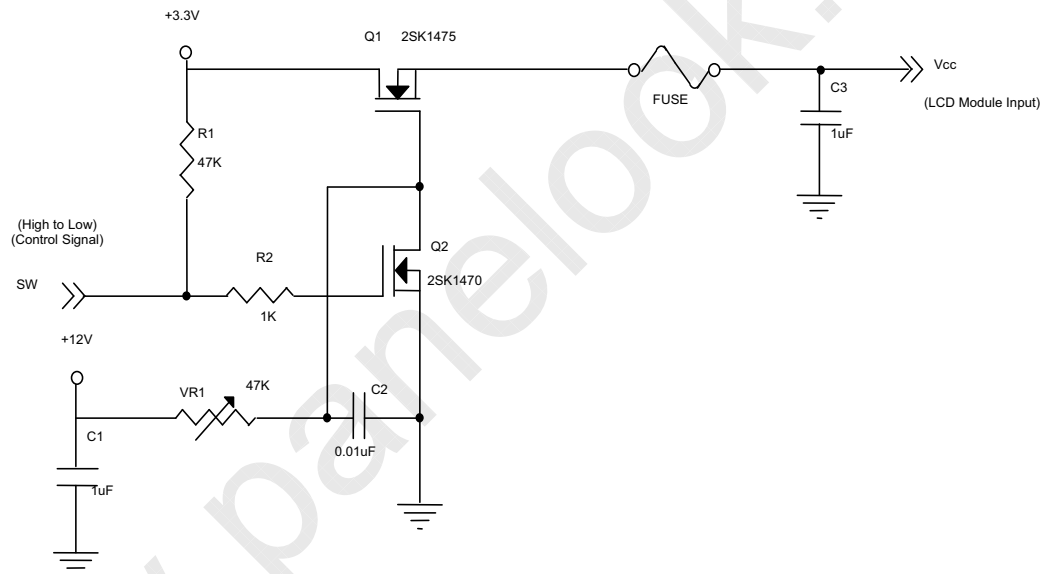 +3.3V
Q1 2SK1475
Vcc
FUSE
C3
(LCD Module Input)
R1
1uF
47K
(High to Low)
(Control Signal)
Q2
R2
SW
2SK1470
1K
+12V
VR1
47K
C2
C1
0.01uF
1uF
panelook.